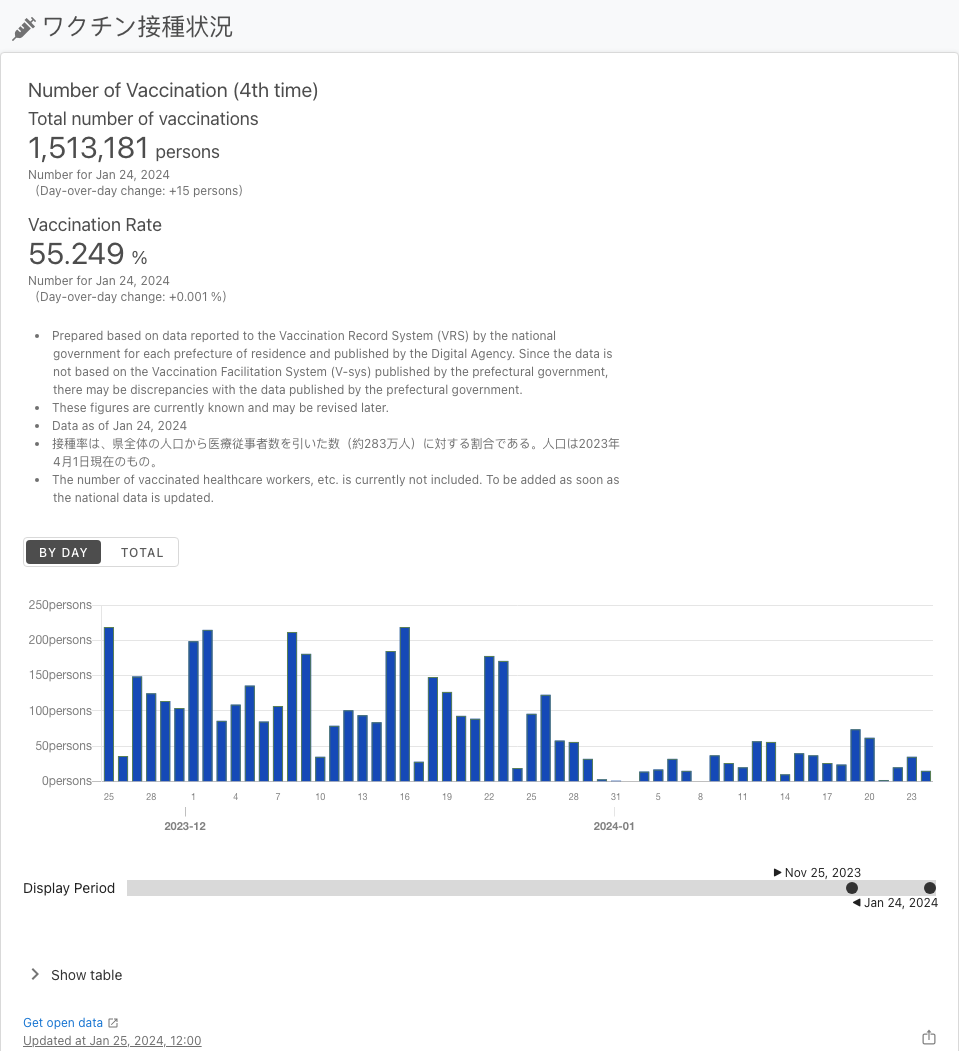 ワクチン接種状況
Number of Vaccination (4th time)
Total number of vaccinations
1,513,181 persons
Number for Jan 24, 2024
（Day-over-day change: +15 persons)
Vaccination Rate
55.249 %
Number for Jan 24, 2024
（Day-over-day change: +0.001 %)
• Prepared based on data reported to the Vaccination Record System (VRS) by the national
government for each prefecture of residence and published by the Digital Agency. Since the data is
not based on the Vaccination Facilitation System (V-sys) published by the prefectural government,
there may be discrepancies with the data published by the prefectural government.
• These figures are currently known and may be revised later.
• Data as of Jan 24, 2024
• 接種率は、県全体の人口から医療従事者数を引いた数（約283万人）に対する割合である。人口は2023年
4月1日現在のもの。
• The number of vaccinated healthcare workers, etc. is currently not included. To be added as soon as
the national data is updated.
BY DAY TOTAL
250persons
200persons
150persons
100persons
50persons
0persons
25 28 1 4 7 10 13 16 19 22 25 28 31 5 8 11 14 17 20 23
2023-12 2024-01
▶ Nov 25, 2023
Display Period
◀ Jan 24, 2024
Show table
Get open data
Updated at Jan 25, 2024, 12:00